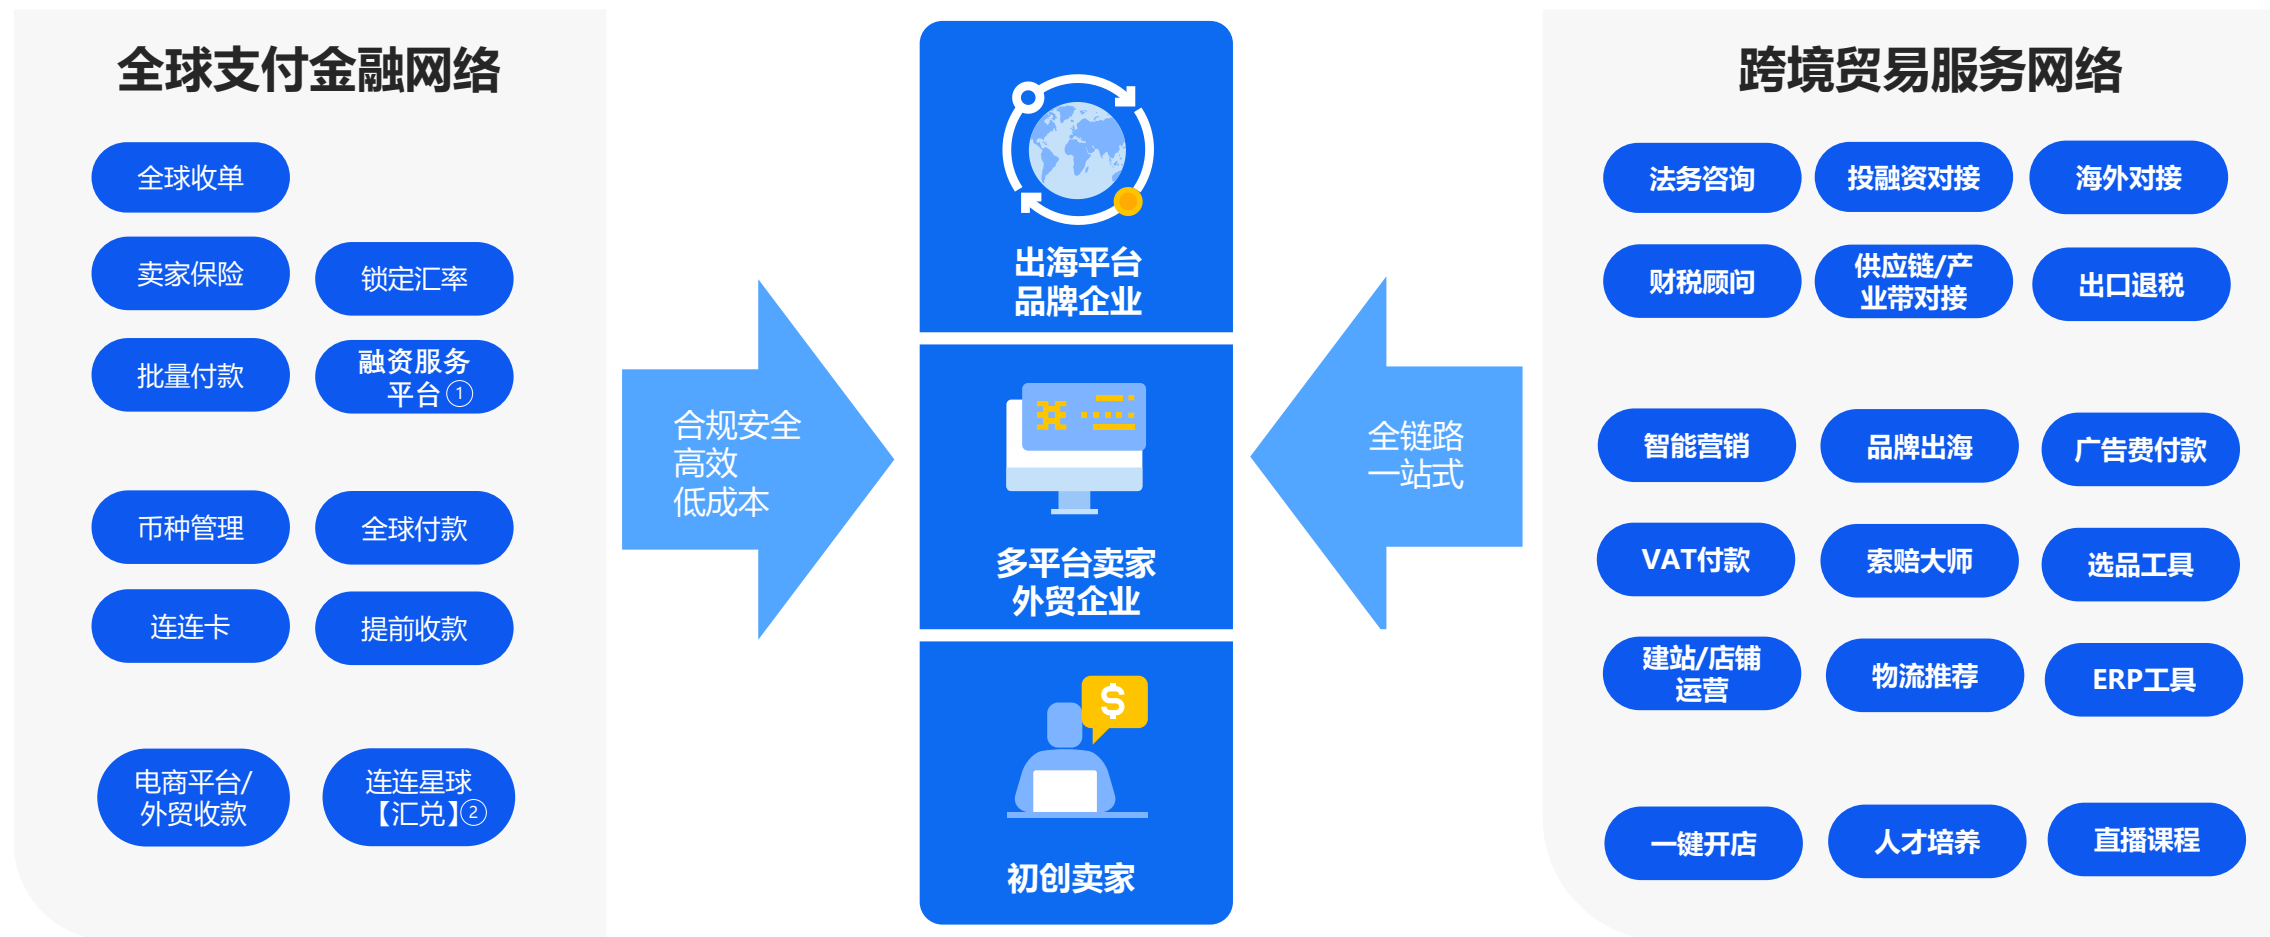 全球支付金融网络
全球收单
卖家保险
锁定汇率
批量付款
融资服务
平台①
币种管理
全球付款
连连卡
提前收款
电商平台/
外贸收款
连连星球
【汇兑】②
合规安全
高效
低成本
出海平台
品牌企业
多平台卖家
外贸企业
$
初创卖家
全链路
一站式
跨境贸易服务网络
法务咨询
投融资对接
海外对接
财税顾问
供应链/产
业带对接
出口退税
智能营销
品牌出海
广告费付款
VAT付款
索赔大师
选品工具
建站/店铺
运营
物流推荐
ERP工具
一键开店
人才培养
直播课程